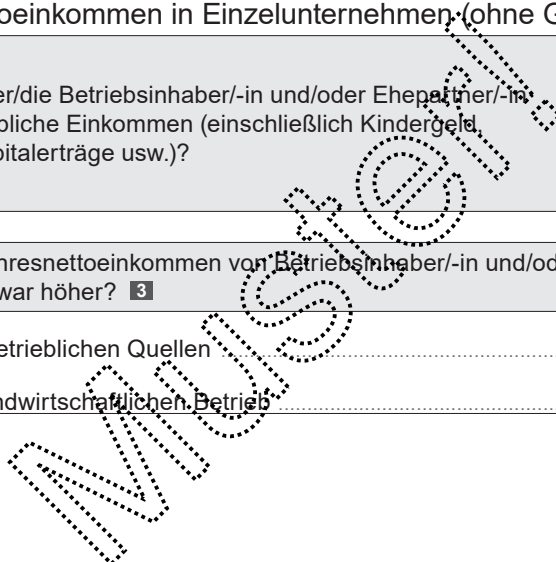 oeinkommen in Einzelunternehmen (ohne G
er/die Betriebsinhaber/-in und/oder Ehepartner/-in
bliche Einkommen (einschließlich Kindergeld,
pitalerträge usw.)?
hresnettoeinkommen von Betriebsinhaber/-in und/od
war höher? 3
etrieblichen Quellen
ndwirtschaftlichen Betrieb
Muster!